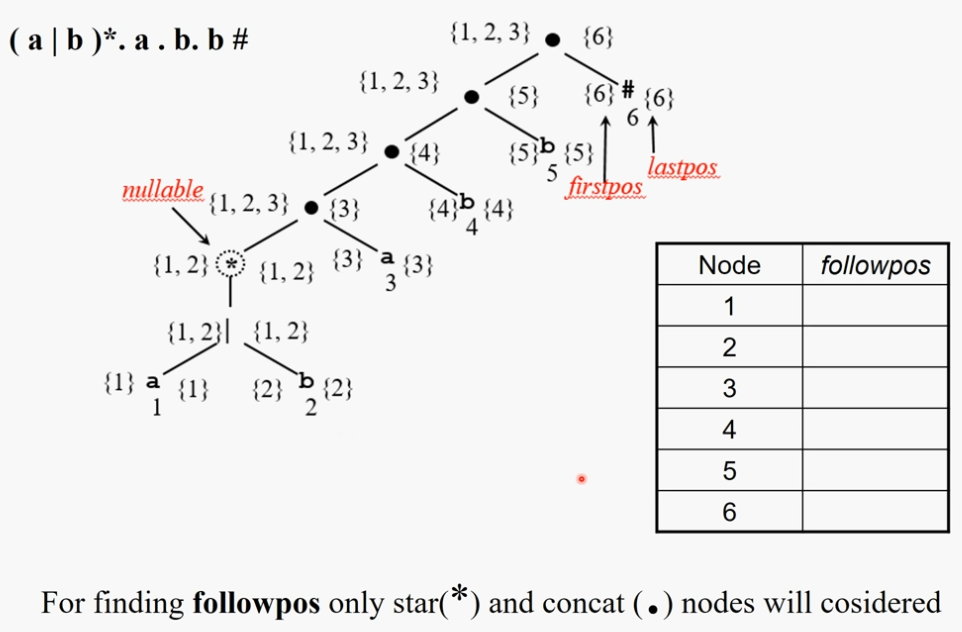 ( a | b )*. a . b. b #
{1, 2, 3} {6}
{1, 2, 3} {5} {6} # {6}
6
{1, 2, 3} {4} {5} b {5}
5
firstpos lastpos
nullable {1, 2, 3} {3} {4} b {4}
4
{1, 2} * {1, 2} {3} a {3}
3
{1, 2} | {1, 2}
{1} a {1} {2} b {2}
1 2
Node followpos
1
2
3
4
5
6
For finding followpos only star(*) and concat (.) nodes will cosidered